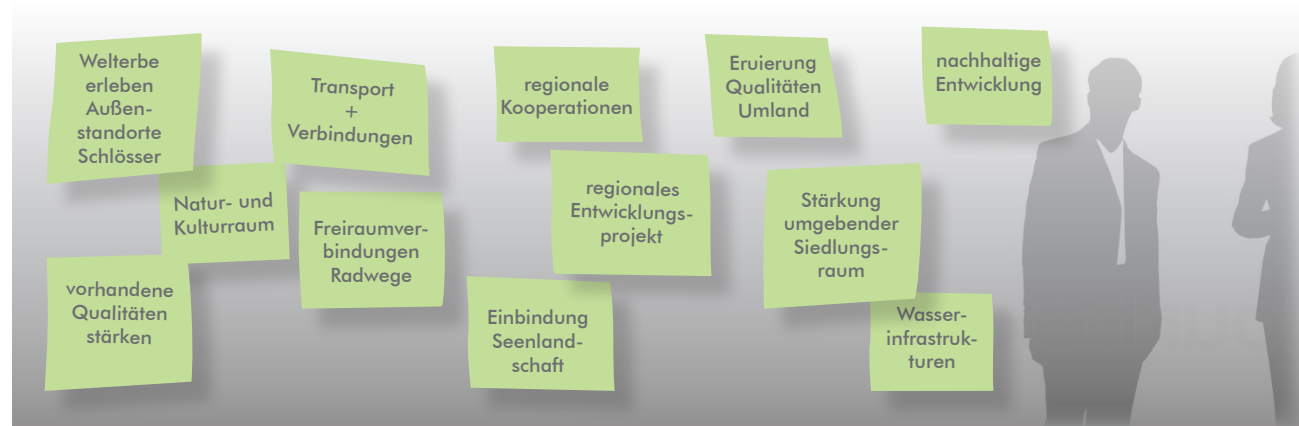 Welterbe
erleben
Außen-
standorte
Schlösser
Transport
+
Verbindungen
regionale
Kooperationen
Eruierung
Qualitäten
Umland
nachhaltige
Entwicklung
Natur- und
Kulturraum
Freiraumver-
bindungen
Radwege
regionales
Entwicklungs-
projekt
Stärkung
umgebender
Siedlungs-
raum
vorhandene
Qualitäten
stärken
Einbindung
Seenland-
schaft
Wasser-
infrastruk-
turen